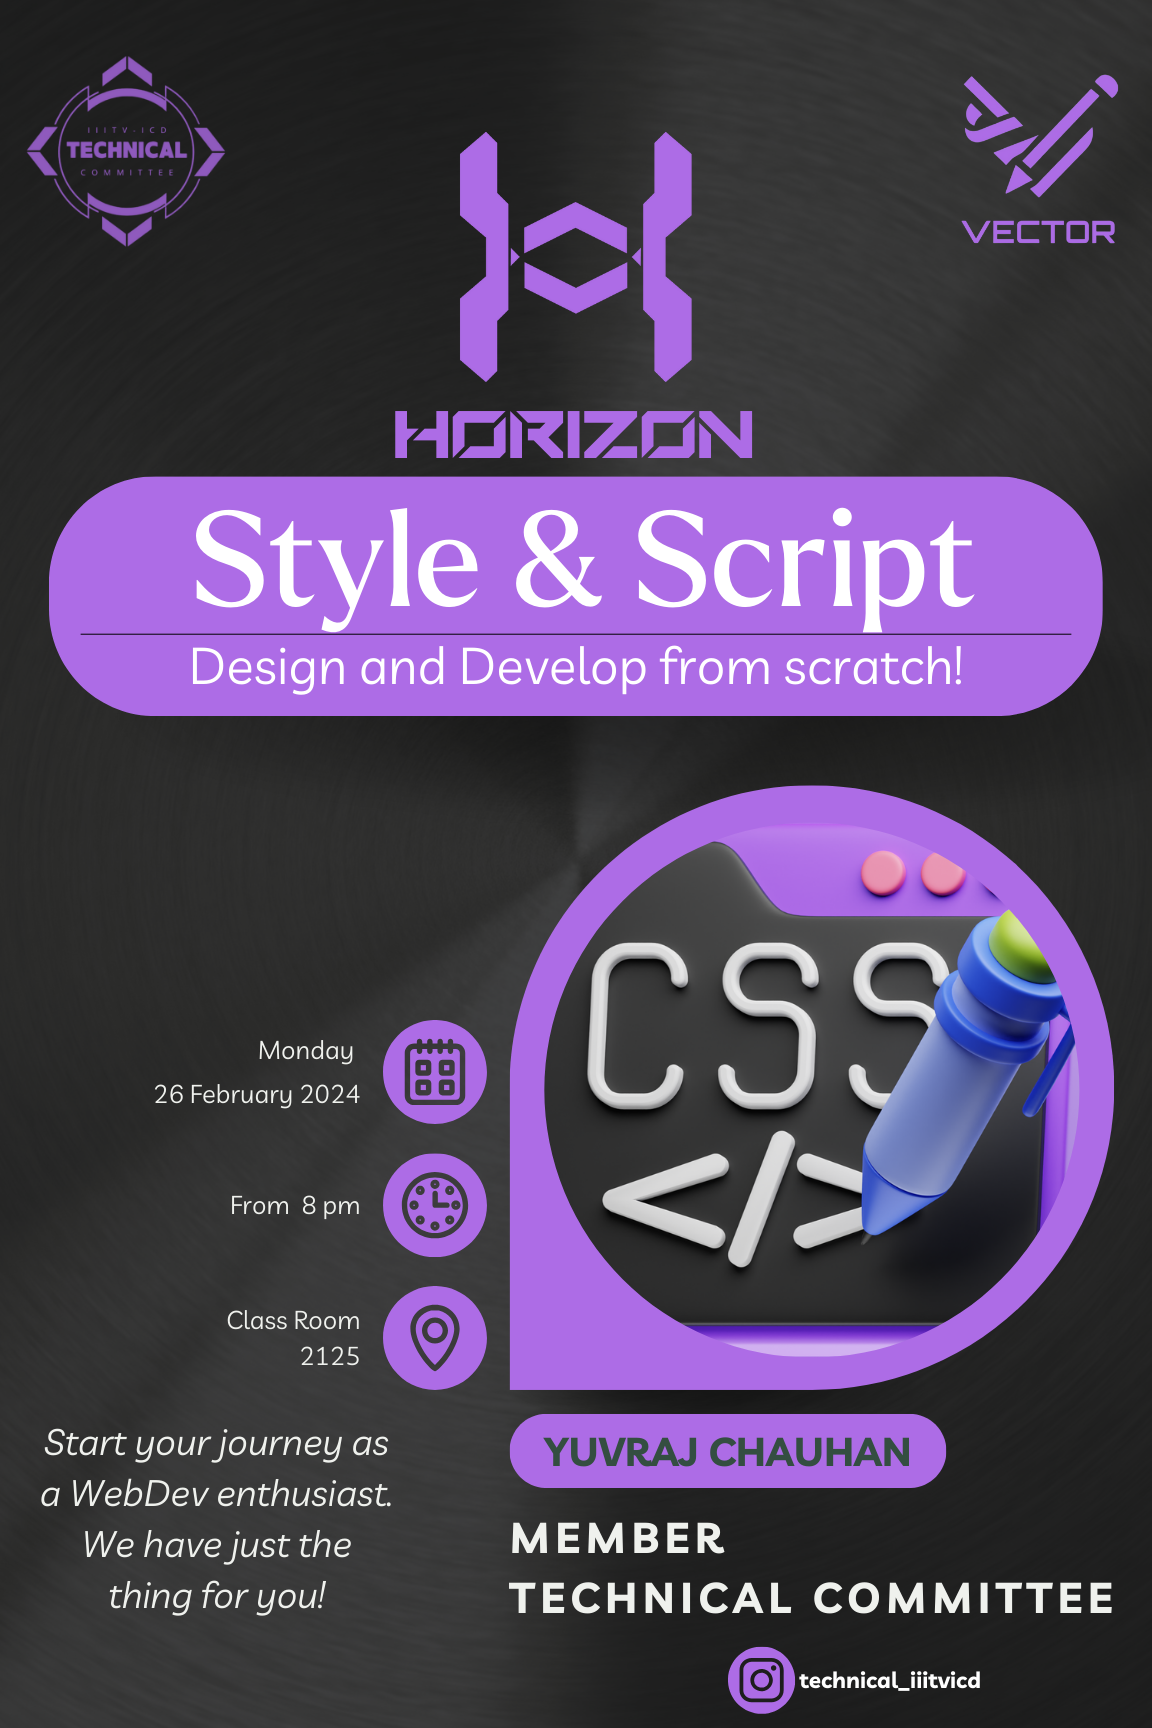 IIITV-ICD
TECHNICAL
COMMITTEE
VECTOR
HORIZON
Style & Script
Design and Develop from scratch!
CSS
</>
Monday
26 February 2024
From 8 pm
Class Room
2125
Start your journey as
a WebDev enthusiast.
We have just the
thing for you!
YUVRAJ CHAUHAN
MEMBER
TECHNICAL COMMITTEE
technical_iiitvicd